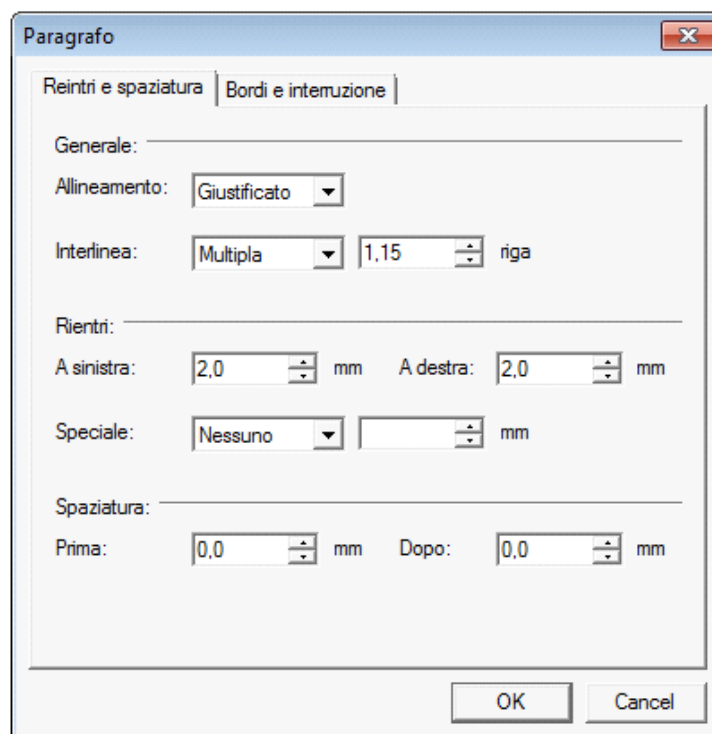 Paragrafo
Reintri e spaziatura Bordi e interruzione
Generale:
Allineamento: Giustificato
Interlinea: Multipla 1,15 riga
Rientri:
A sinistra: 2,0 mm A destra: 2,0 mm
Speciale: Nessuno mm
Spaziatura:
Prima: 0,0 mm Dopo: 0,0 mm
OK Cancel